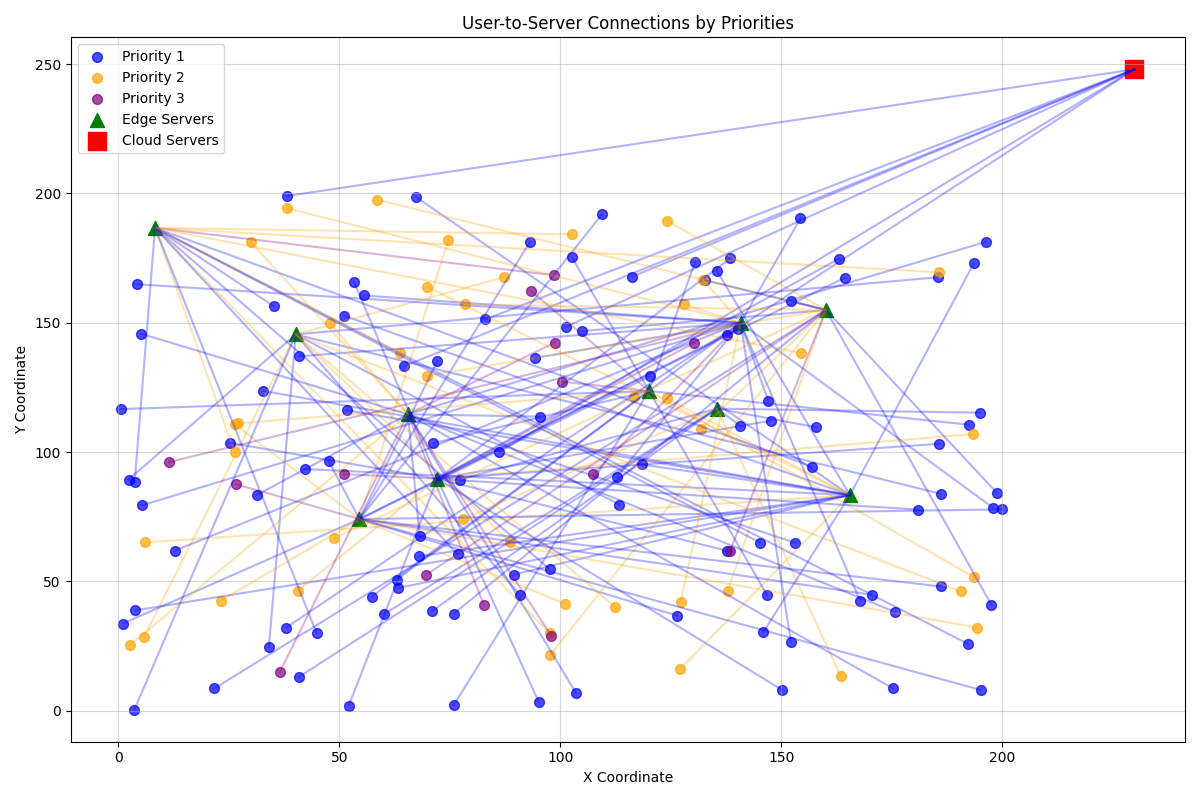 User-to-Server Connections by Priorities
Priority 1
Priority 2
Priority 3
Edge Servers
Cloud Servers
Y Coordinate
250
200
150
100
50
0
0 50 100 150 200
X Coordinate